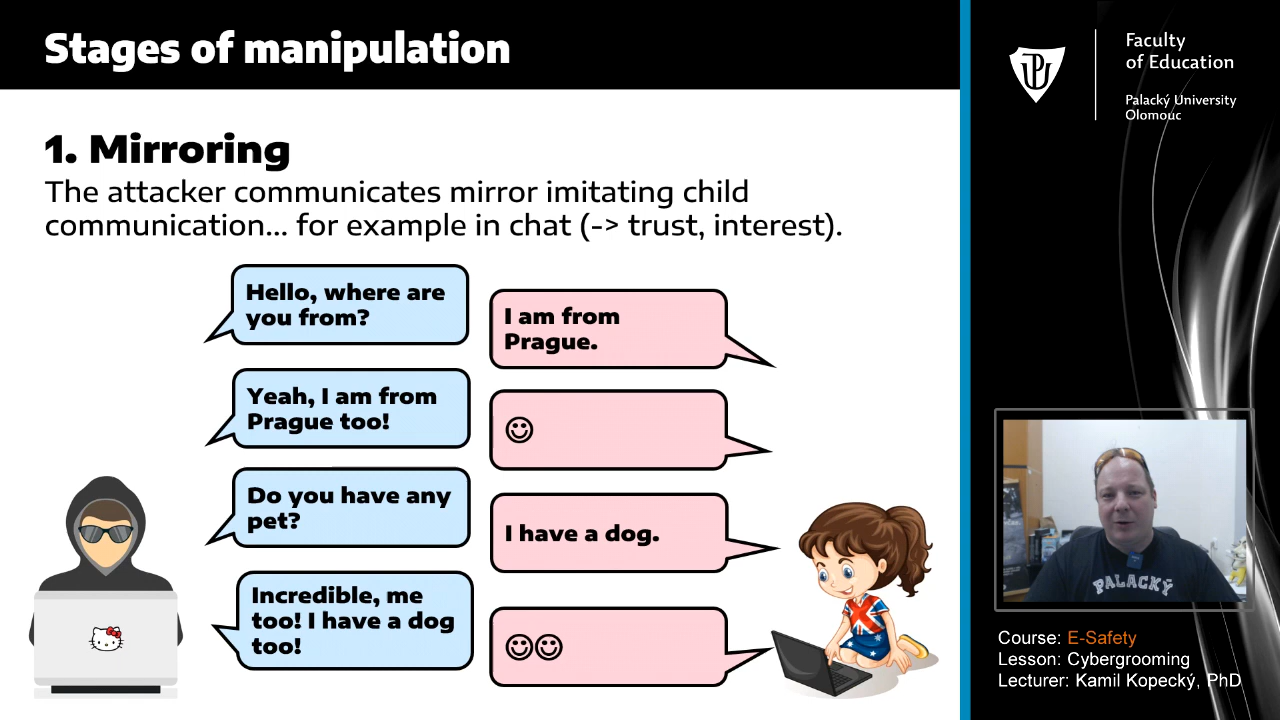 Stages of manipulation
1. Mirroring
The attacker communicates mirror imitating child
communication... for example in chat (-> trust, interest).
Hello, where are
you from?
I am from
Prague.
Yeah, I am from
Prague too!
☺
Do you have any
pet?
I have a dog.
Incredible, me
too! I have a dog
too!
☺☺
UP
Faculty
of Education
Palacký University
Olomouc
PALACKÝ
Course: E-Safety
Lesson: Cybergrooming
Lecturer: Kamil Kopecký, PhD